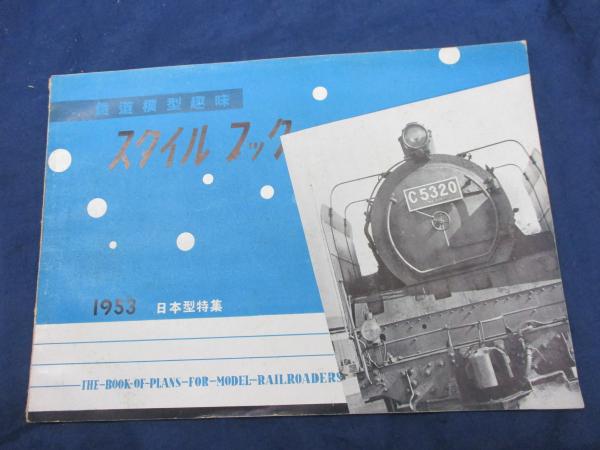 鉄道模型趣味
スタイル ブック
1953 日本型特集
THE-BOOK-OF-PLANS-FOR-MODEL-RAILROADERS
C5320